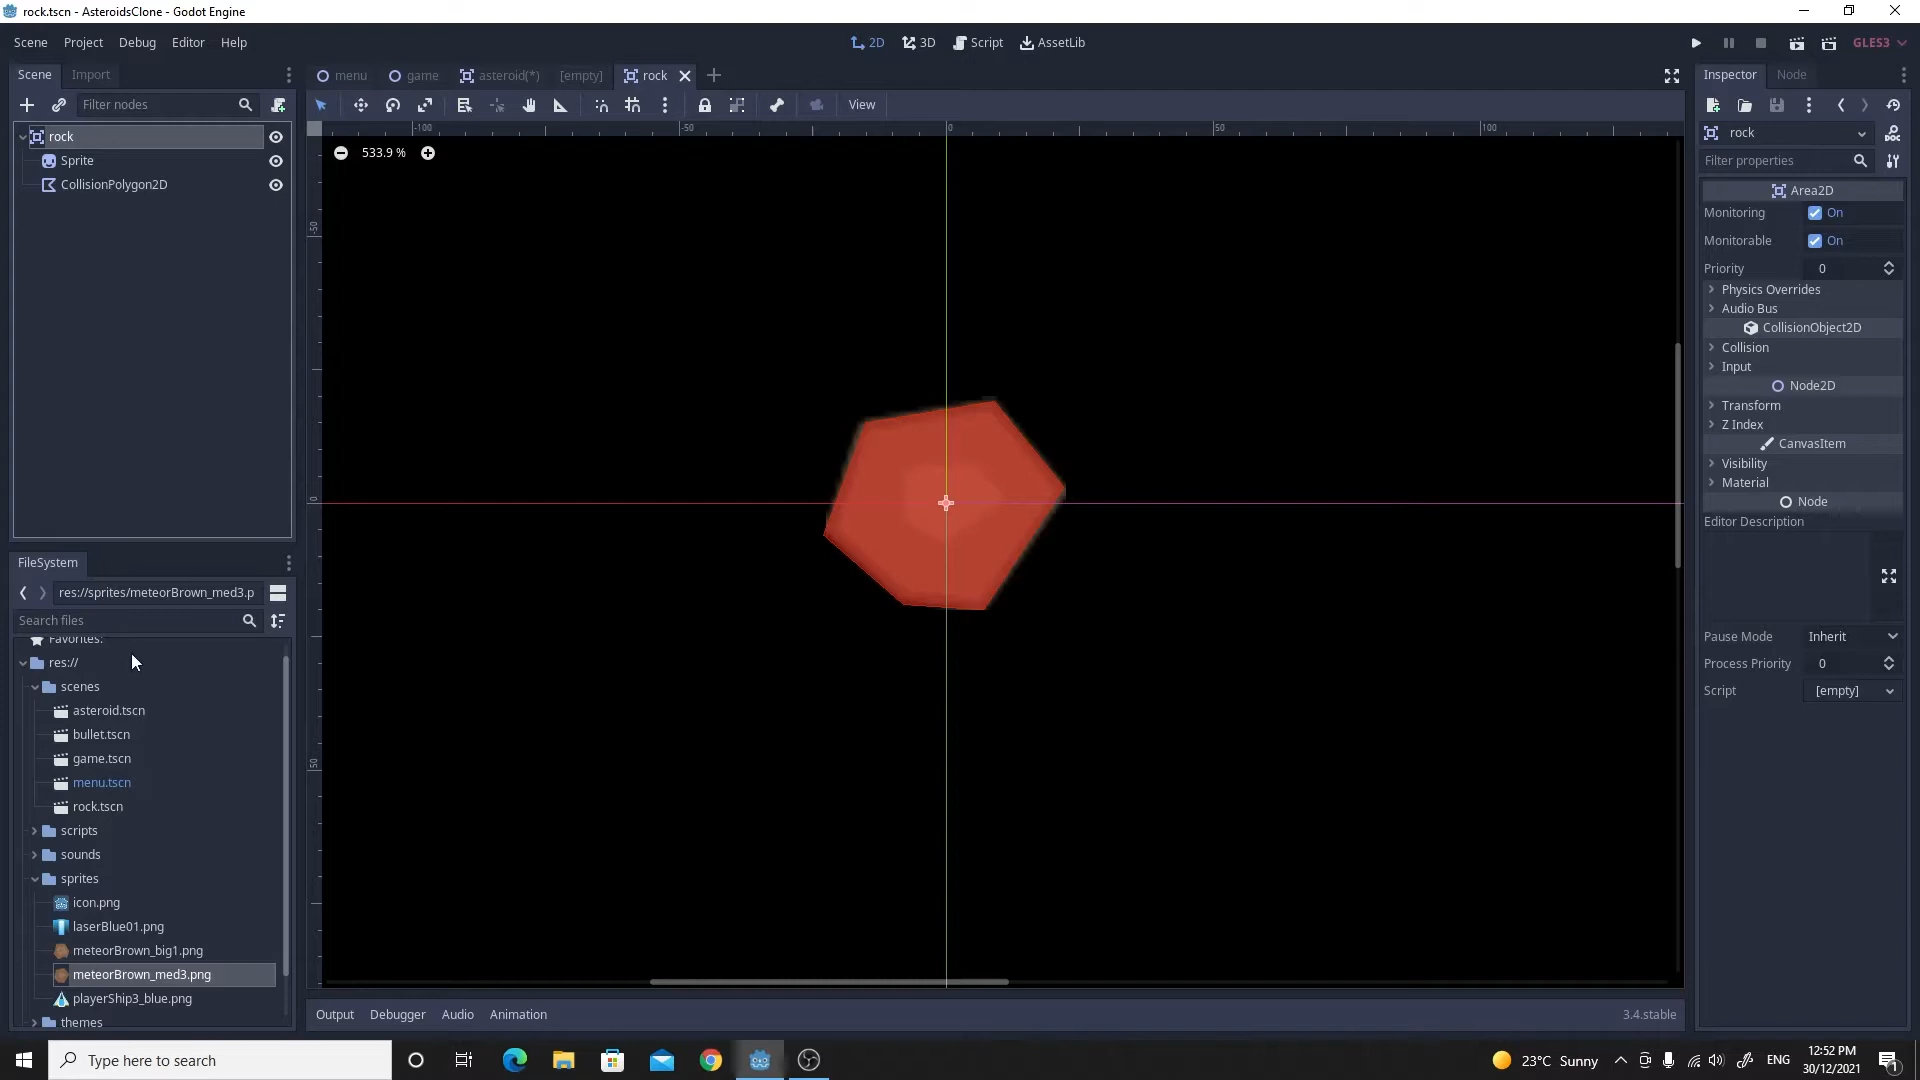 rock.tscn - AsteroidsClone - Godot Engine
Scene Project Debug Editor Help
2D 3D Script AssetLib
GLES3
Scene Import
menu game asteroid(*) [empty] rock
Inspector Node
Filter nodes
View
rock
Sprite
CollisionPolygon2D
533.9 %
-100 -50 0 50 100
-50
0
50
rock
Filter properties
Area2D
Monitoring On
Monitorable On
Priority 0
Physics Overrides
Audio Bus
CollisionObject2D
Collision
Input
Node2D
Transform
Z Index
CanvasItem
Visibility
Material
Node
Editor Description
Pause Mode Inherit
Process Priority 0
Script [empty]
FileSystem
res://sprites/meteorBrown_med3.p
Search files
Favorites:
res://
scenes
asteroid.tscn
bullet.tscn
game.tscn
menu.tscn
rock.tscn
scripts
sounds
sprites
icon.png
laserBlue01.png
meteorBrown_big1.png
meteorBrown_med3.png
playerShip3_blue.png
themes
Output Debugger Audio Animation
3.4.stable
Type here to search
23°C Sunny
ENG
12:52 PM
30/12/2021
1